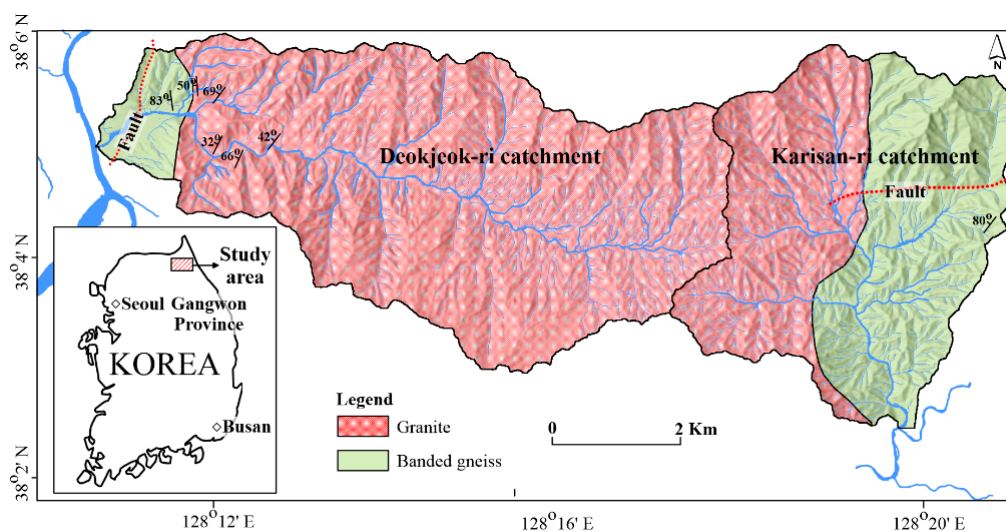 38°6' N
38°4' N
38°2' N
N
83°
50°
69°
Fault
32°
66°
42°
Deokjeok-ri catchment
Karisan-ri catchment
Fault
80°
Study
area
Seoul Gangwon
Province
KOREA
Busan
Legend
Granite
Banded gneiss
0 2 Km
128°12' E
128°16' E
128°20' E